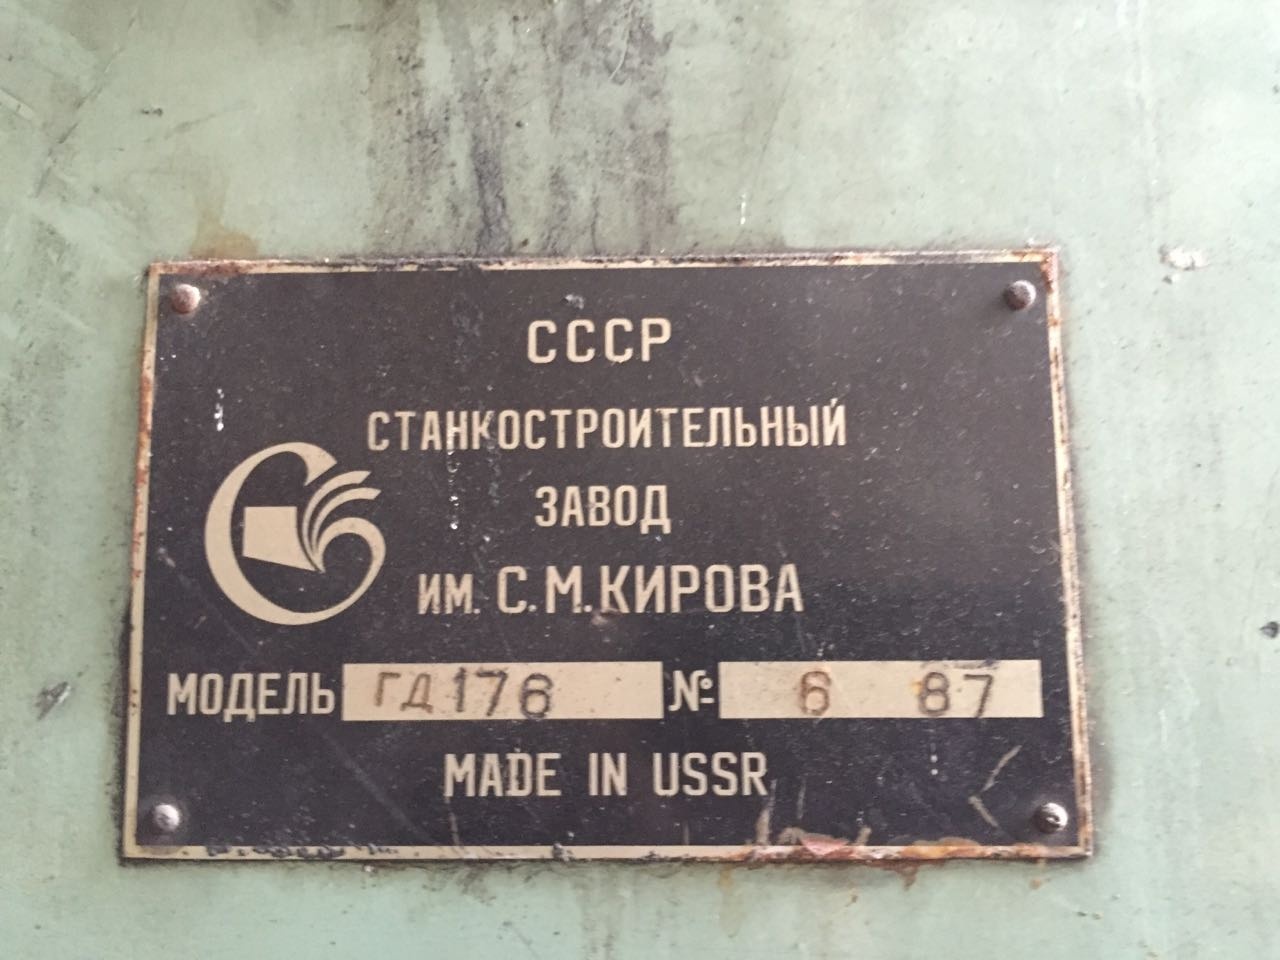 СССР
СТАНКОСТРОИТЕЛЬНЫЙ
ЗАВОД
ИМ. С.М.КИРОВА
МОДЕЛЬ ГД176 № 6 87
MADE IN USSR